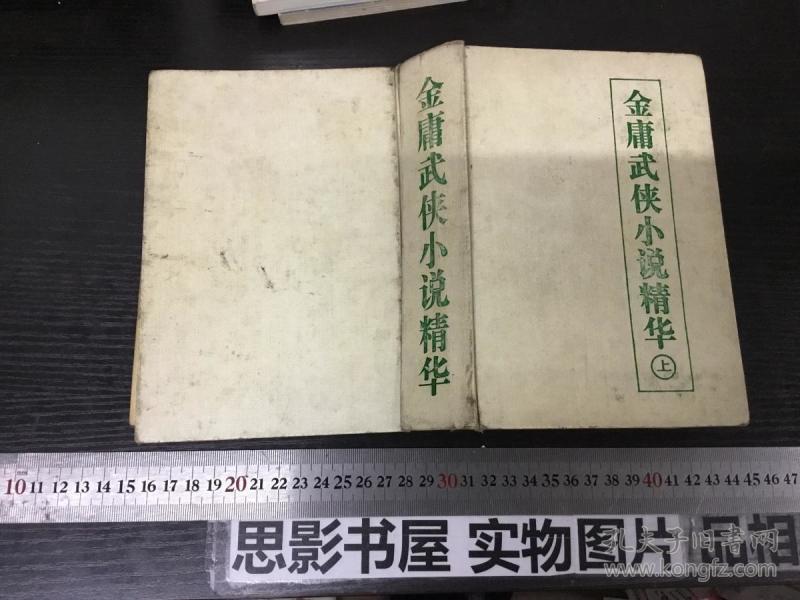 金庸武侠小说精华
金庸武侠小说精华
上
10 11 12 13 14 15 16 17 18 19 20 21 22 23 24 25 26 27 28 29 30 31 32 33 34 35 36 37 38 39 40 41 42 43 44 45 46 47
思影书屋 实物图片 品相
孔夫子旧书网
www.kongfz.com